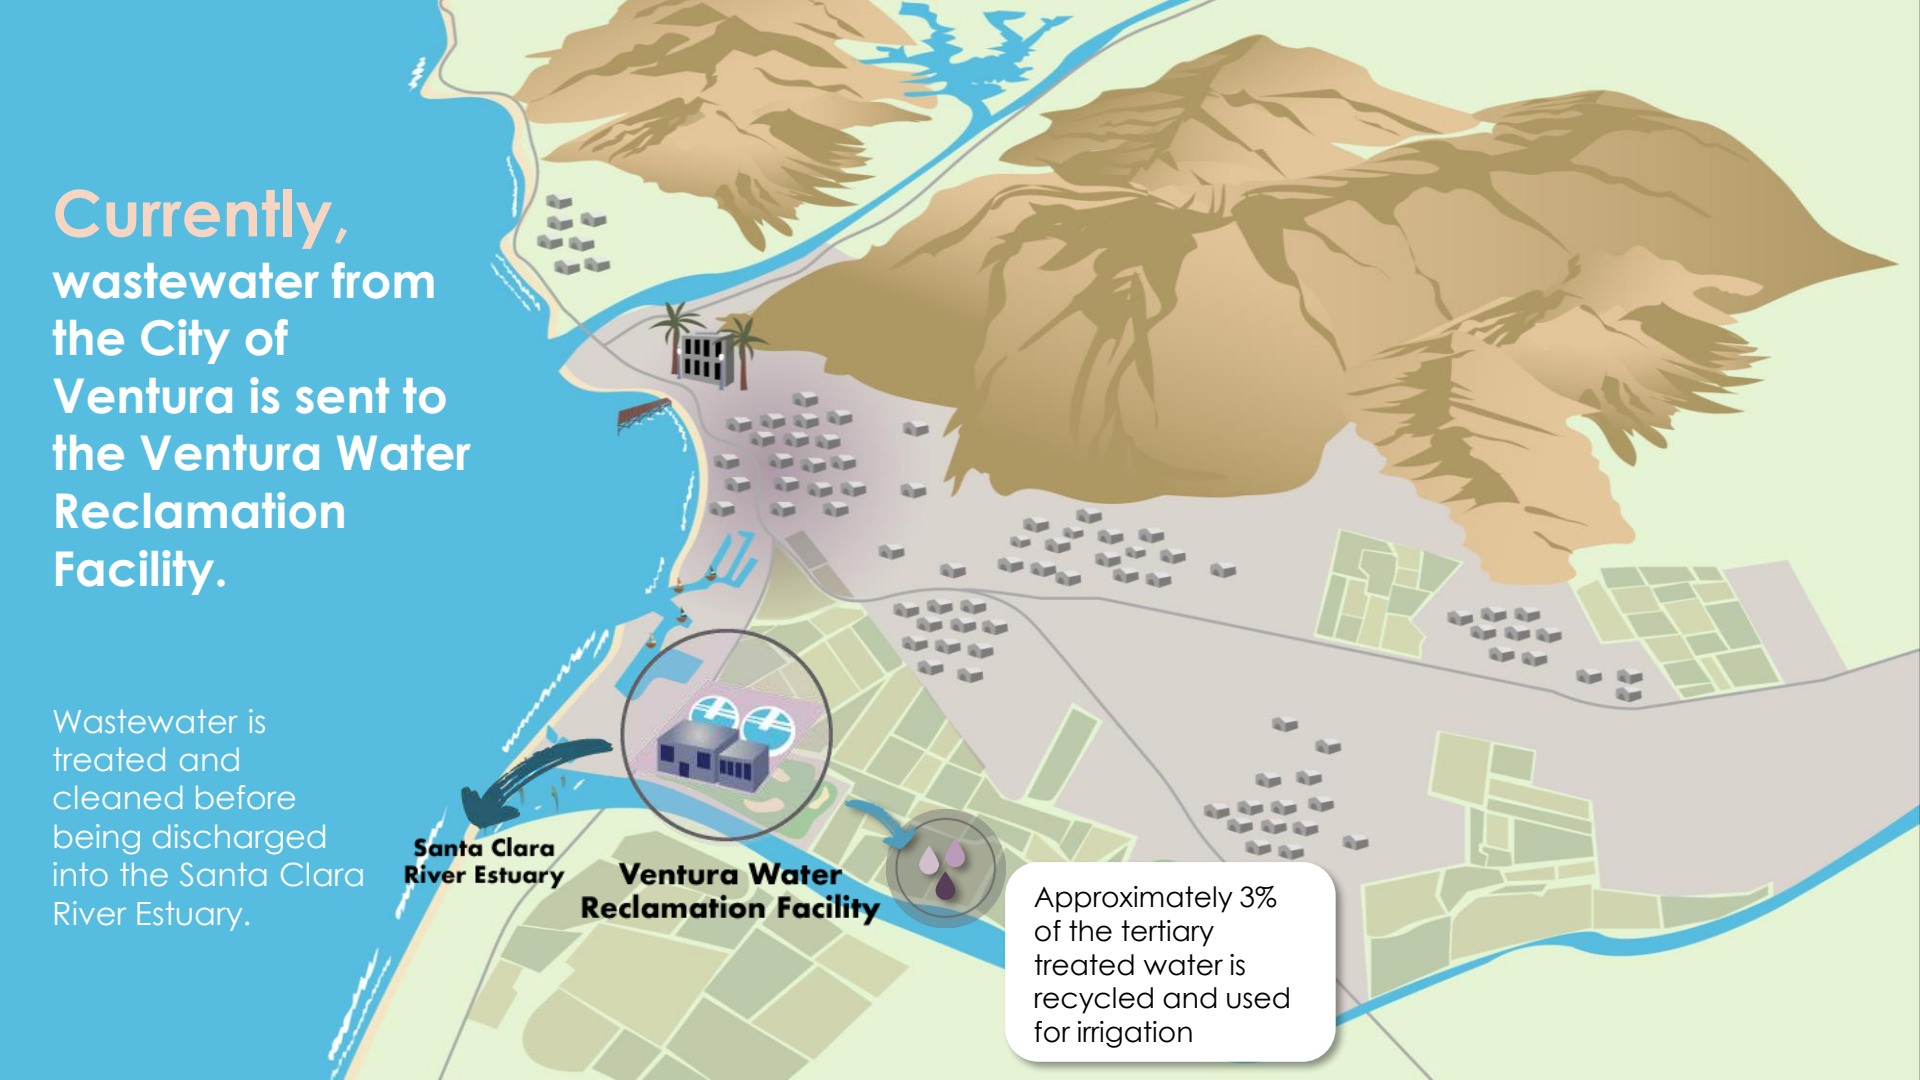 Currently,
wastewater from
the City of
Ventura is sent to
the Ventura Water
Reclamation
Facility.
Wastewater is
treated and
cleaned before
being discharged
into the Santa Clara
River Estuary.
Santa Clara
River Estuary
Ventura Water
Reclamation Facility
Approximately 3%
of the tertiary
treated water is
recycled and used
for irrigation